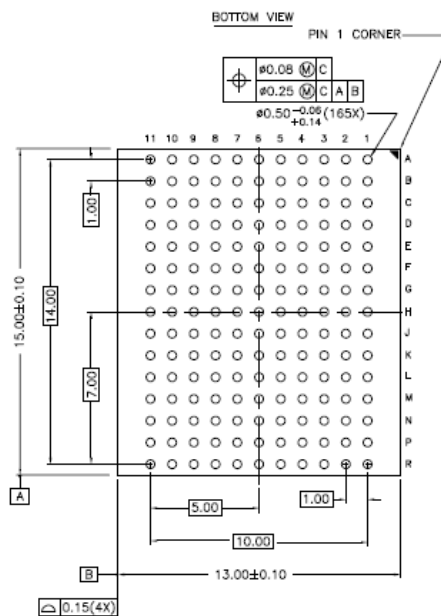 BOTTOM VIEW
PIN 1 CORNER
ø0.08 Ⓜ C
ø0.25 Ⓜ C A B
ø0.50 -0.06 +0.14 (165X)
11 10 9 8 7 6 5 4 3 2 1
A
B
C
D
E
F
G
H
J
K
L
M
N
P
R
1.00
14.00
15.00±0.10
7.00
A
5.00
1.00
10.00
B
13.00±0.10
0.15(4X)